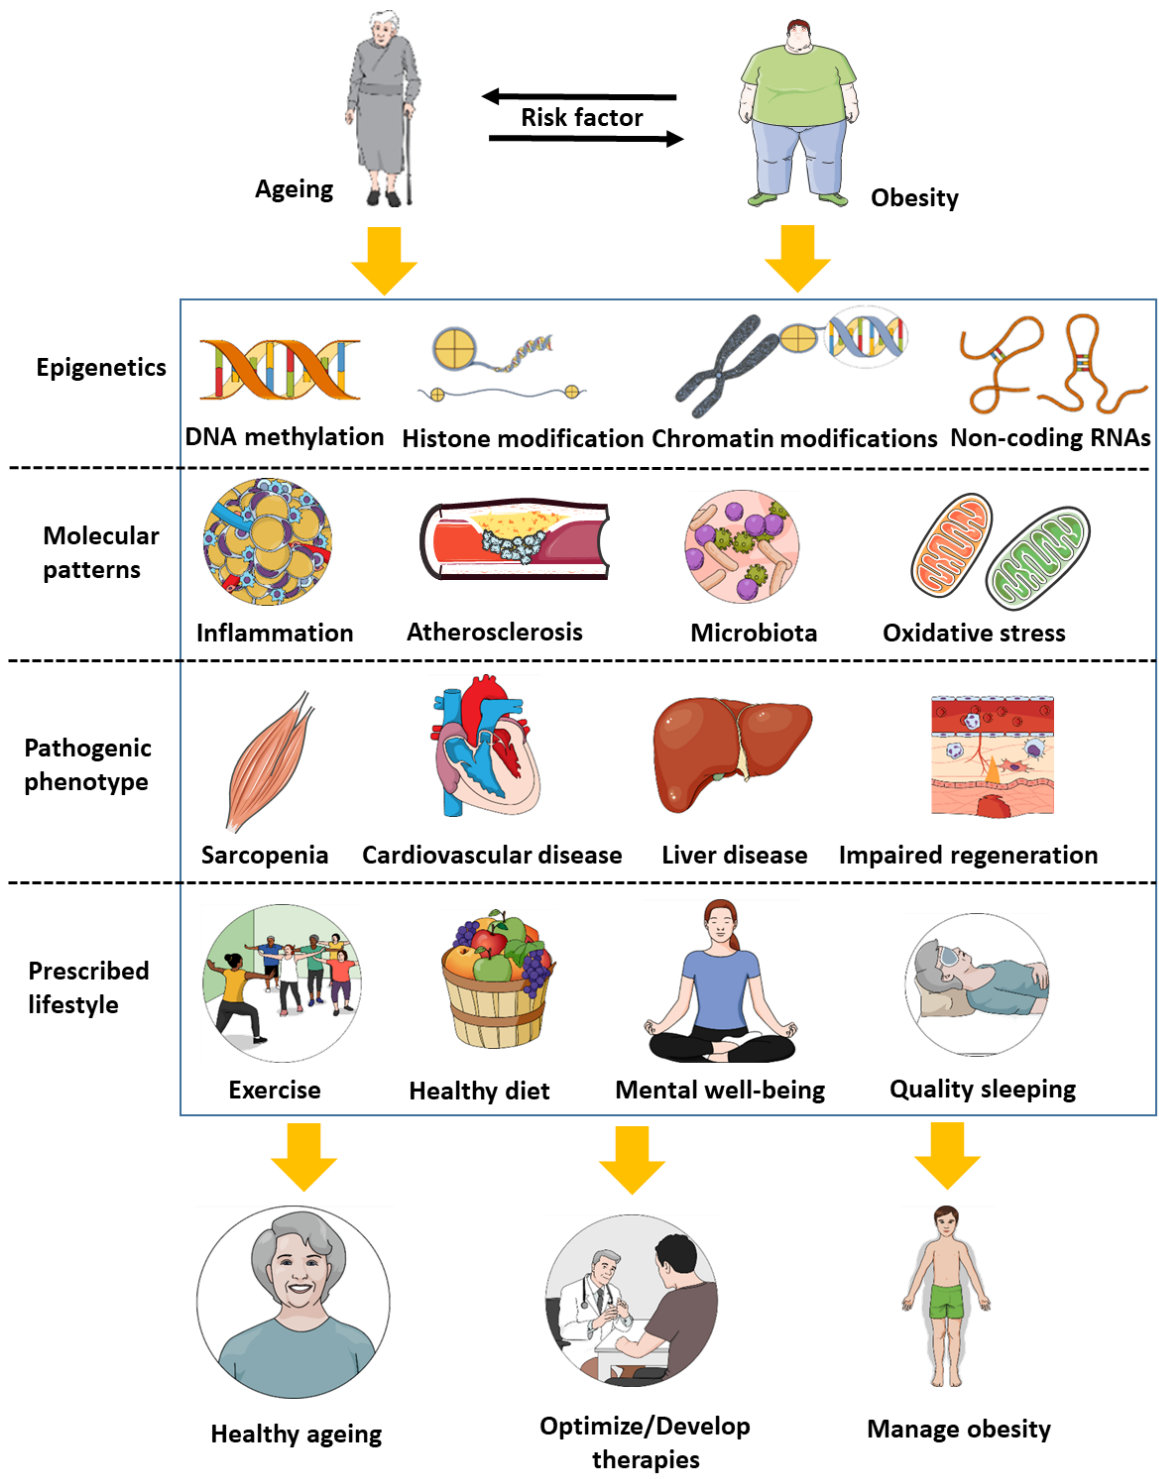 Risk factor
Ageing
Obesity
Epigenetics
DNA methylation
Histone modification
Chromatin modifications
Non-coding RNAs
Molecular
patterns
Inflammation
Atherosclerosis
Microbiota
Oxidative stress
Pathogenic
phenotype
Sarcopenia
Cardiovascular disease
Liver disease
Impaired regeneration
Prescribed
lifestyle
Exercise
Healthy diet
Mental well-being
Quality sleeping
Healthy ageing
Optimize/Develop
therapies
Manage obesity